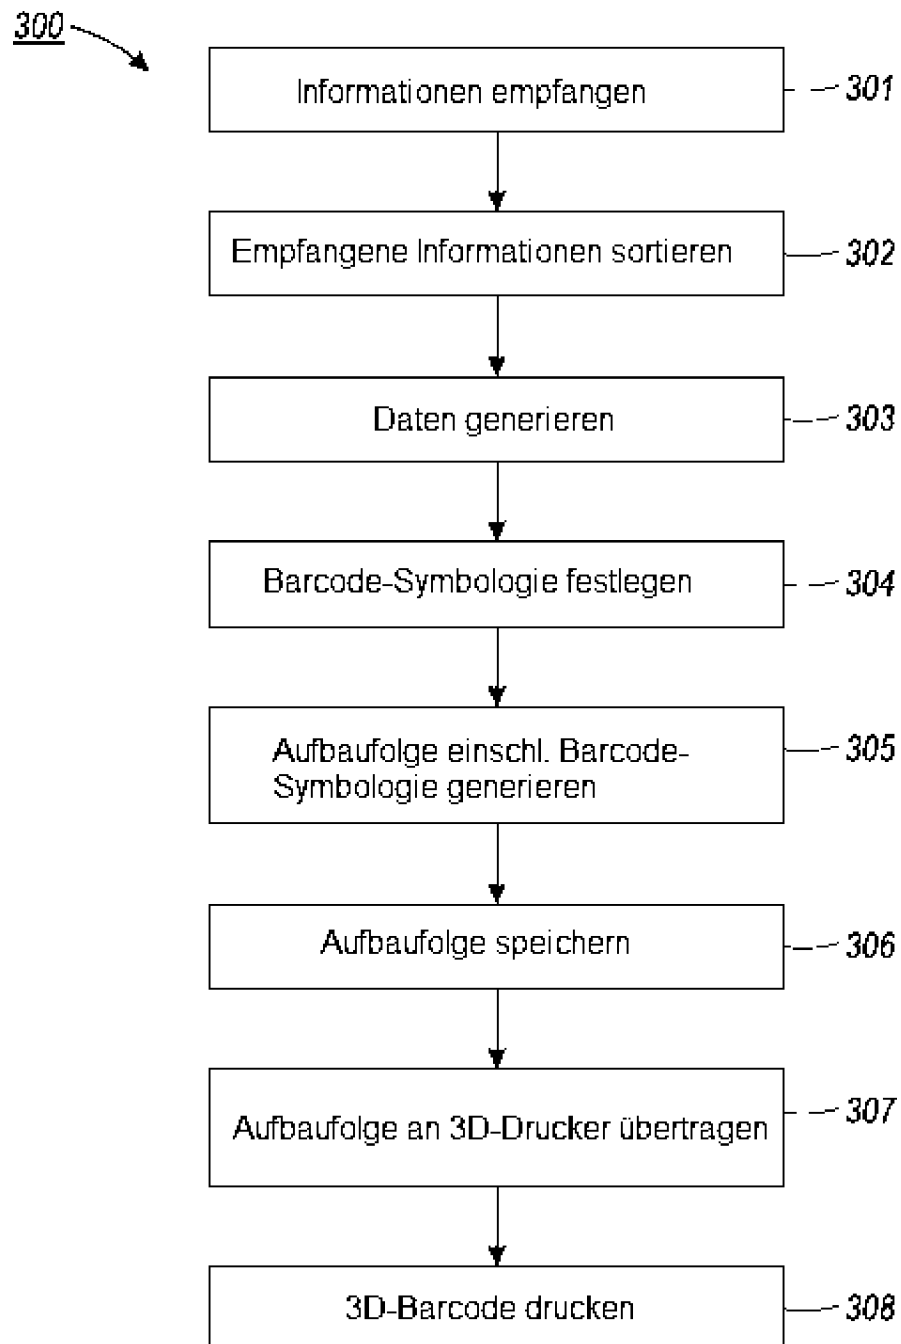 300
Informationen empfangen
301
Empfangene Informationen sortieren
302
Daten generieren
303
Barcode-Symbologie festlegen
304
Aufbaufolge einschl. Barcode-
Symbologie generieren
305
Aufbaufolge speichern
306
Aufbaufolge an 3D-Drucker übertragen
307
3D-Barcode drucken
308